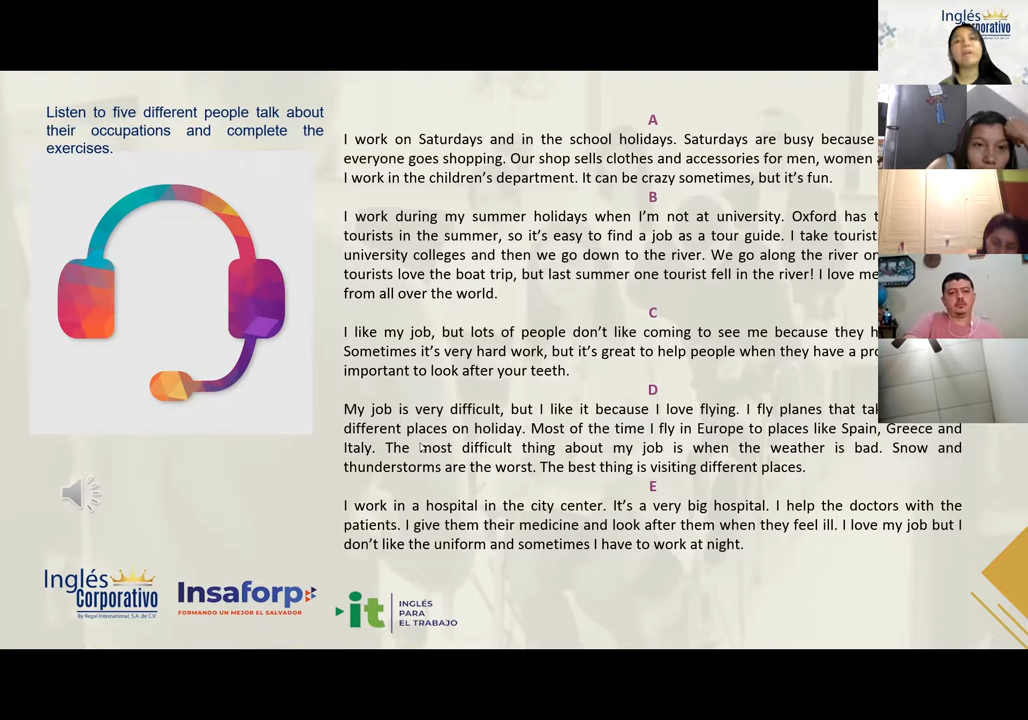 Inglés
Corporativo
Listen to five different people talk about
their occupations and complete the
exercises.
A
I work on Saturdays and in the school holidays. Saturdays are busy because
everyone goes shopping. Our shop sells clothes and accessories for men, women
I work in the children's department. It can be crazy sometimes, but it's fun.
B
I work during my summer holidays when I'm not at university. Oxford has
tourists in the summer, so it's easy to find a job as a tour guide. I take
university colleges and then we go down to the river. We go along the river
tourists love the boat trip, but last summer one tourist fell in the river! I love
from all over the world.
C
I like my job, but lots of people don't like coming to see me because they
Sometimes it's very hard work, but it's great to help people when they have a
important to look after your teeth.
D
My job is very difficult, but I like it because I love flying. I fly planes that
different places on holiday. Most of the time I fly in Europe to places like Spain, Greece and
Italy. The most difficult thing about my job is when the weather is bad. Snow and
thunderstorms are the worst. The best thing is visiting different places.
E
I work in a hospital in the city center. It's a very big hospital. I help the doctors with the
patients. I give them their medicine and look after them when they feel ill. I love my job but I
don't like the uniform and sometimes I have to work at night.
Inglés
Corporativo
By Regal International, S.A. de C.V.
Insaforp
FORMANDO UN MEJOR EL SALVADOR
it
INGLÉS
PARA
EL TRABAJO